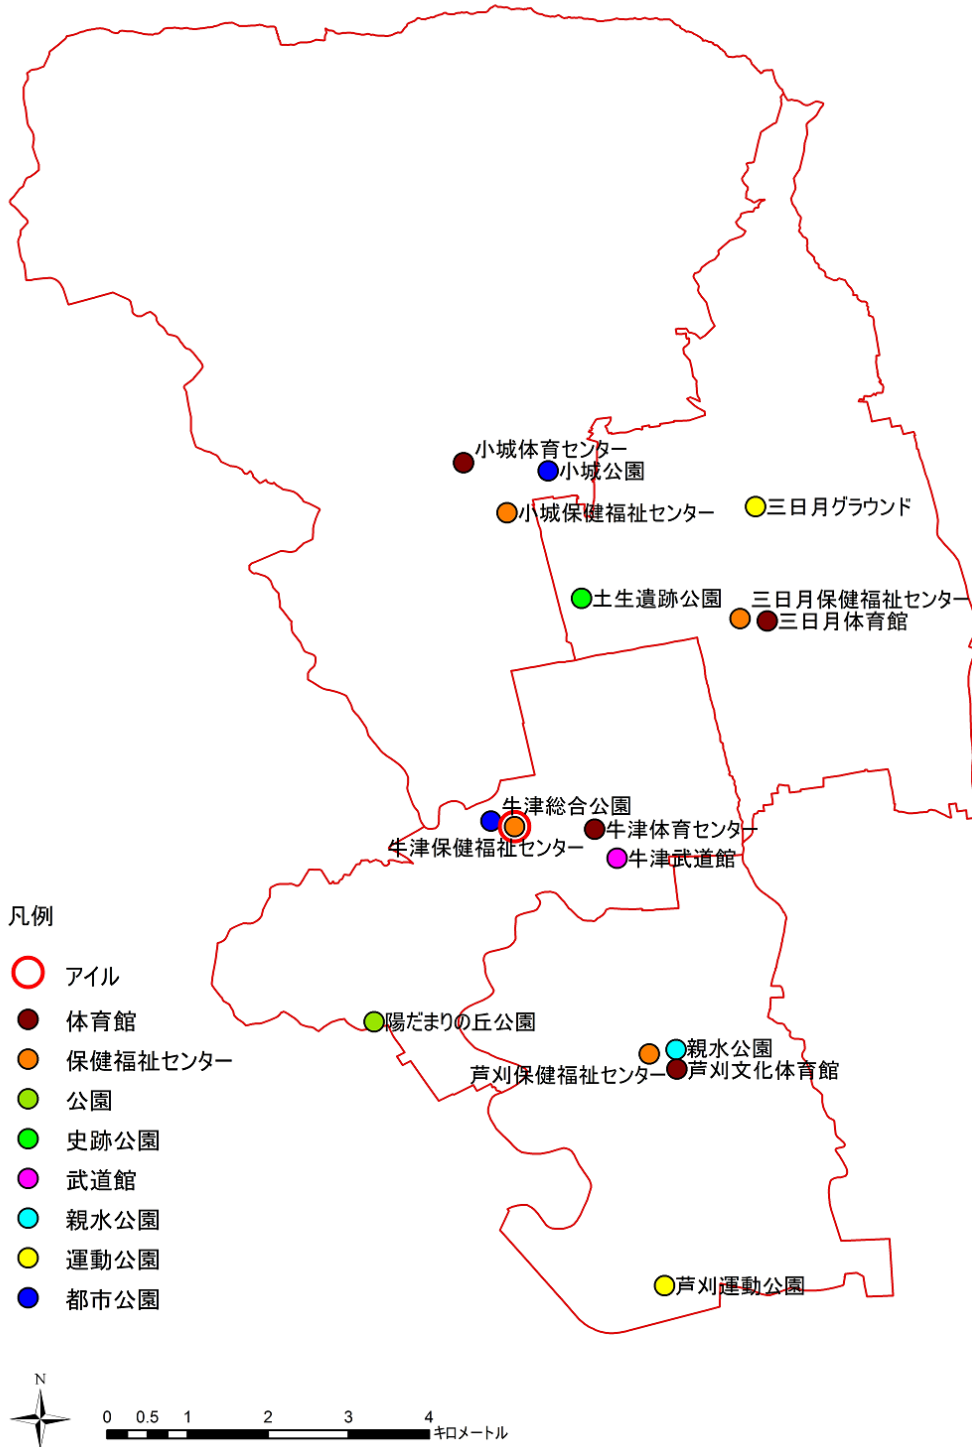 小城体育センター
小城公園
小城保健福祉センター
三日月グラウンド
土生遺跡公園
三日月保健福祉センター
三日月体育館
牛津総合公園
牛津保健福祉センター
牛津体育センター
牛津武道館
陽だまりの丘公園
親水公園
芦刈保健福祉センター
芦刈文化体育館
芦刈運動公園
凡例
アイル
体育館
保健福祉センター
公園
史跡公園
武道館
親水公園
運動公園
都市公園
N
0 0.5 1 2 3 4
キロメートル